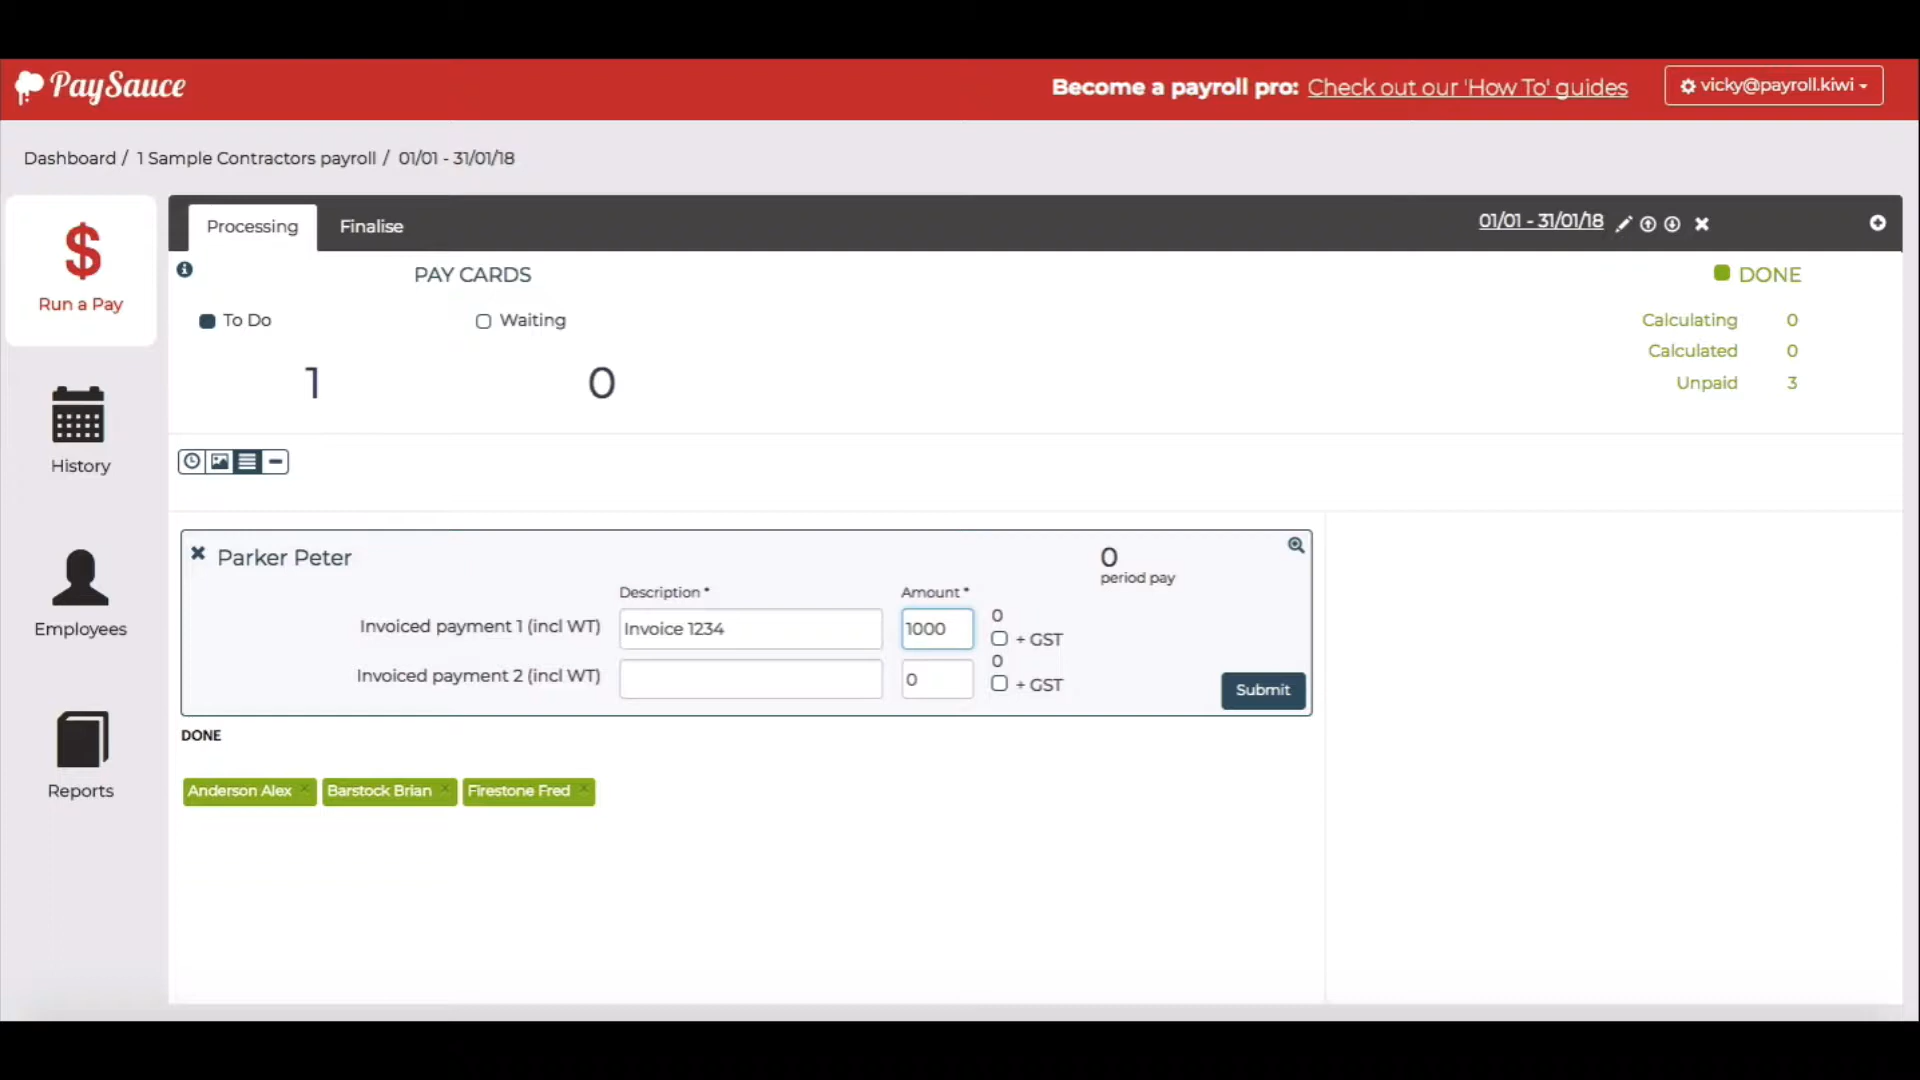 PaySauce
Become a payroll pro: Check out our 'How To' guides
vicky@payroll.kiwi
Dashboard / 1 Sample Contractors payroll / 01/01 - 31/01/18
Run a Pay
History
Employees
Reports
Processing
Finalise
01/01 - 31/01/18
PAY CARDS
To Do
Waiting
1
0
DONE
Calculating 0
Calculated 0
Unpaid 3
Parker Peter
0
period pay
Description *
Amount *
Invoiced payment 1 (incl WT)
Invoice 1234
1000
0
+ GST
Invoiced payment 2 (incl WT)
0
0
+ GST
Submit
DONE
Anderson Alex
Barstock Brian
Firestone Fred